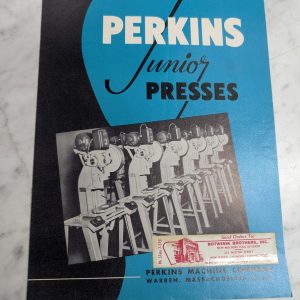 PERKINS
Junior
PRESSES
Send Orders To:
BOTWINIK BROTHERS, INC.
PERKINS MACHINE COMPANY
WARREN, MASSACHUSETTS